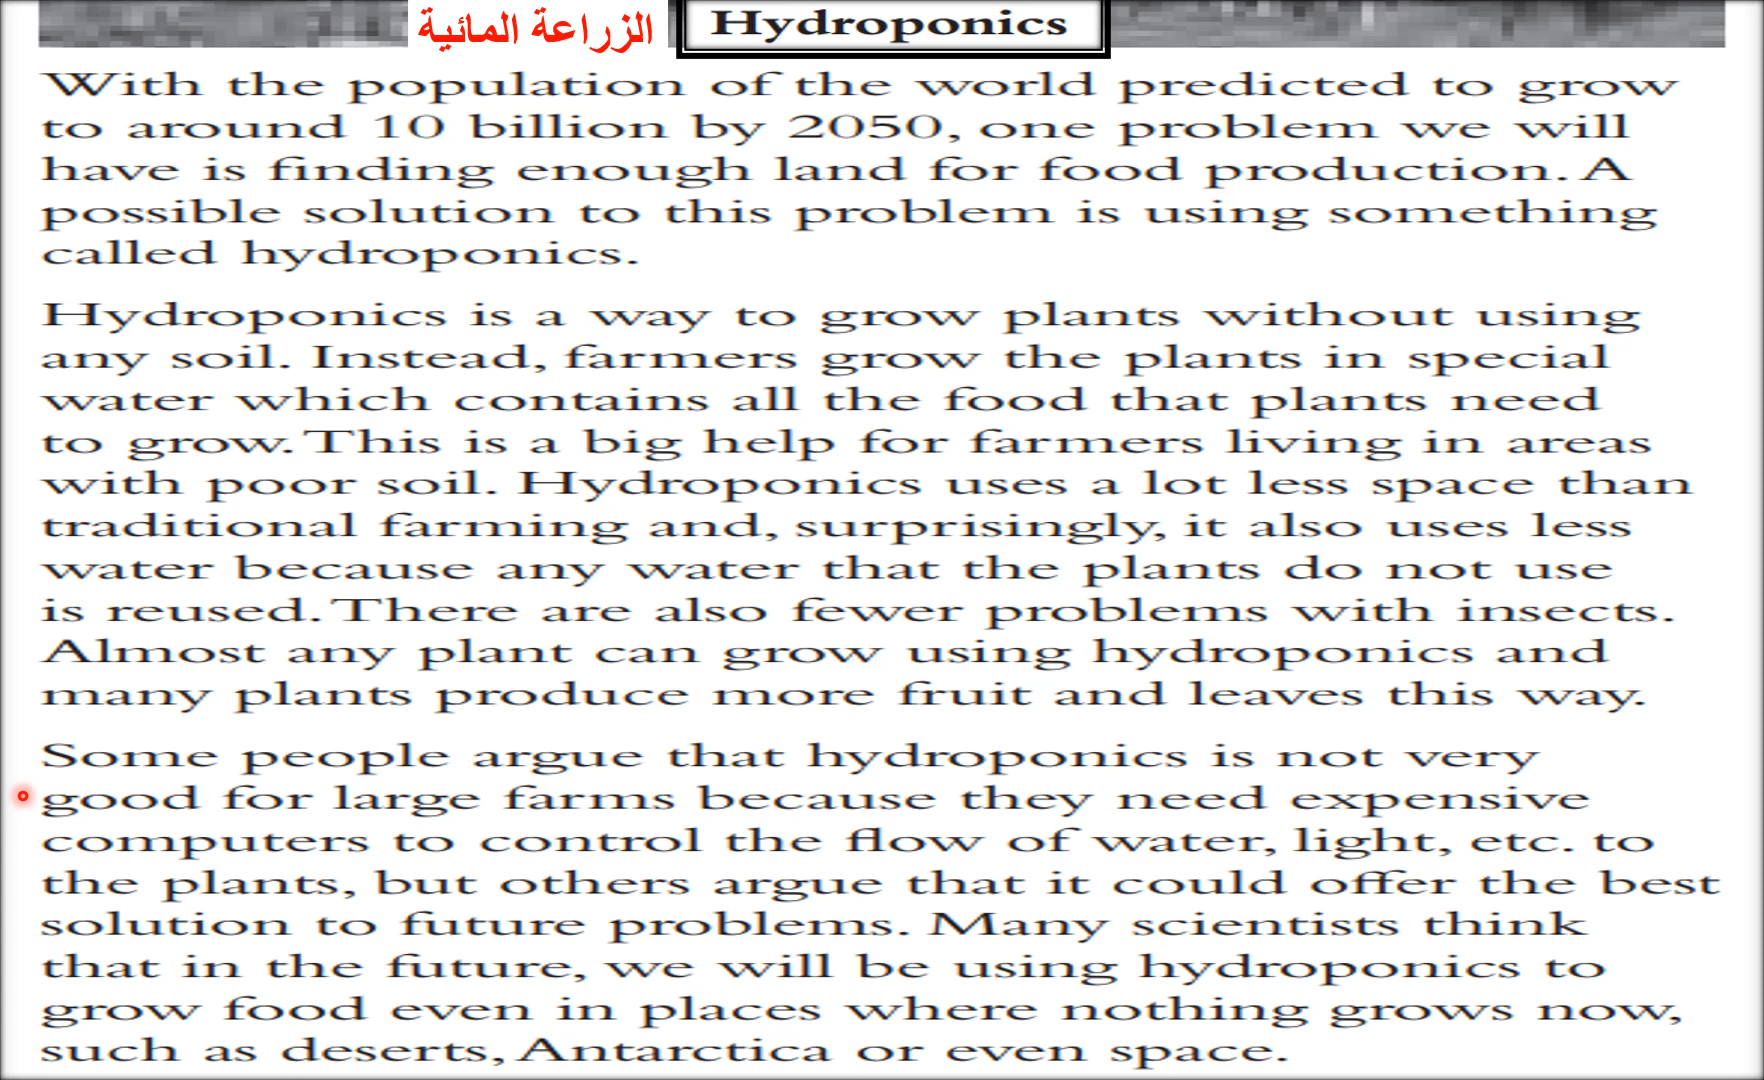 الزراعة المائية
Hydroponics
With the population of the world predicted to grow
to around 10 billion by 2050, one problem we will
have is finding enough land for food production. A
possible solution to this problem is using something
called hydroponics.
Hydroponics is a way to grow plants without using
any soil. Instead, farmers grow the plants in special
water which contains all the food that plants need
to grow. This is a big help for farmers living in areas
with poor soil. Hydroponics uses a lot less space than
traditional farming and, surprisingly, it also uses less
water because any water that the plants do not use
is reused. There are also fewer problems with insects.
Almost any plant can grow using hydroponics and
many plants produce more fruit and leaves this way.
Some people argue that hydroponics is not very
good for large farms because they need expensive
computers to control the flow of water, light, etc. to
the plants, but others argue that it could offer the best
solution to future problems. Many scientists think
that in the future, we will be using hydroponics to
grow food even in places where nothing grows now,
such as deserts, Antarctica or even space.